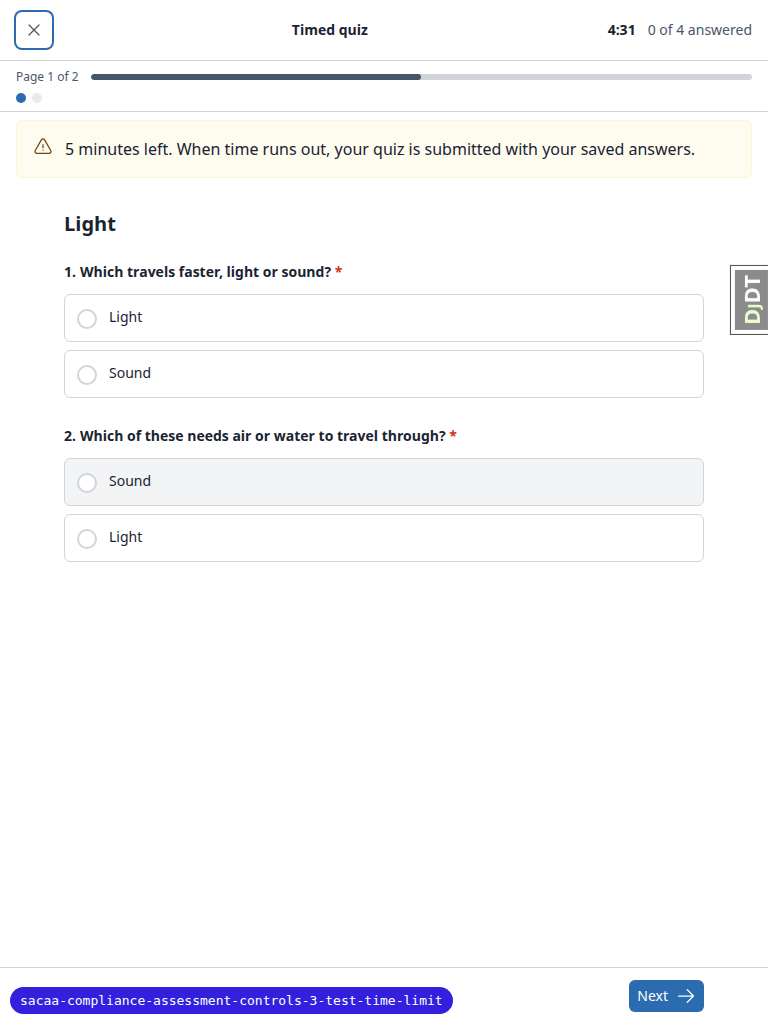 Timed quiz
4:31 0 of 4 answered
Page 1 of 2
5 minutes left. When time runs out, your quiz is submitted with your saved answers.
Light
1. Which travels faster, light or sound? *
Light
Sound
DjDT
2. Which of these needs air or water to travel through? *
Sound
Light
sacaa-compliance-assessment-controls-3-test-time-limit
Next